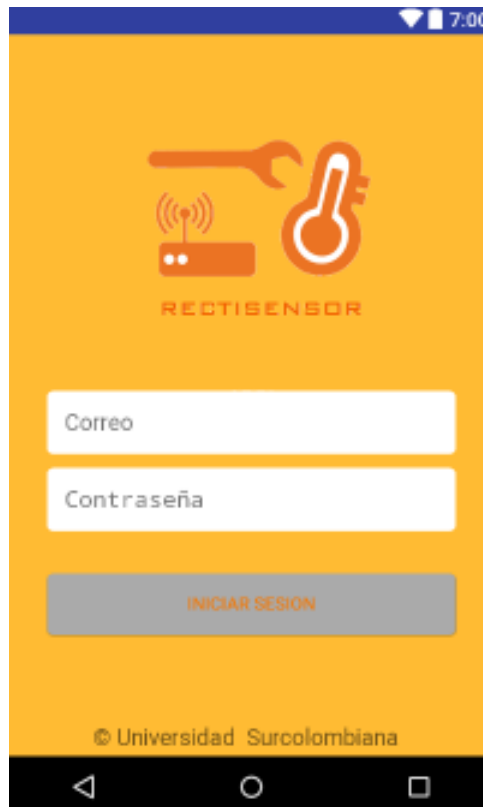 7:00
RECTISENSOR
Correo
Contraseña
INICIAR SESION
© Universidad Surcolombiana